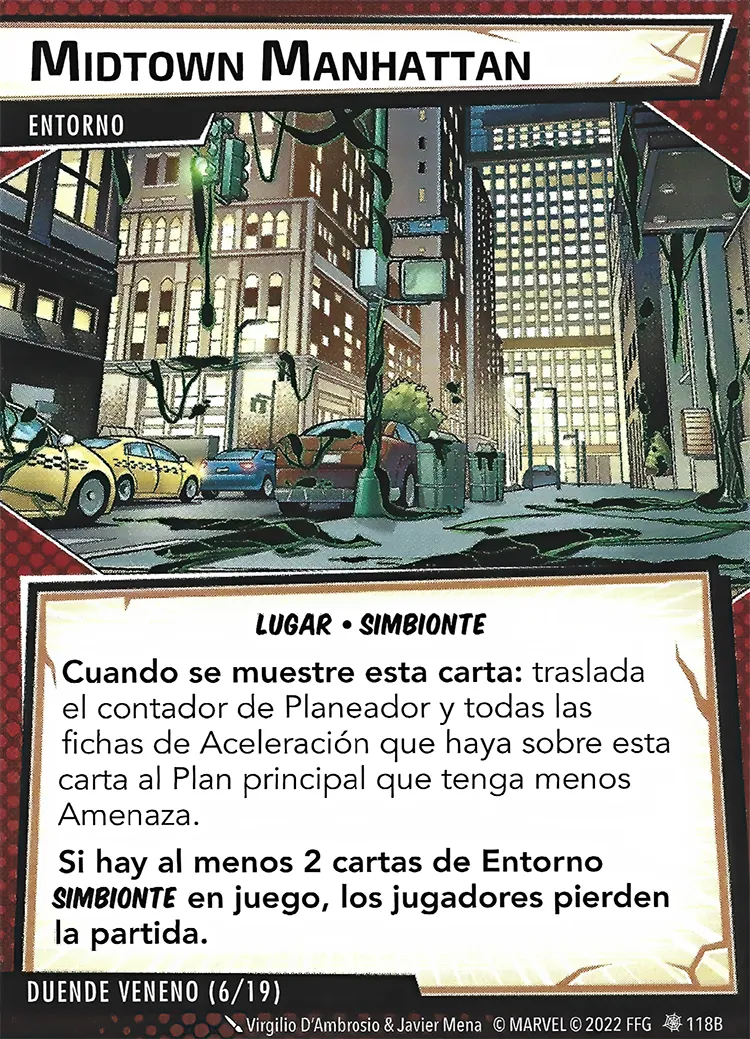 MIDTOWN MANHATTAN
ENTORNO
LUGAR • SIMBIONTE
Cuando se muestre esta carta: traslada
el contador de Planeador y todas las
fichas de Aceleración que haya sobre esta
carta al Plan principal que tenga menos
Amenaza.
Si hay al menos 2 cartas de Entorno
SIMBIONTE en juego, los jugadores pierden
la partida.
DUENDE VENENO (6/19)
Virgilio D'Ambrosio & Javier Mena © MARVEL © 2022 FFG 118B